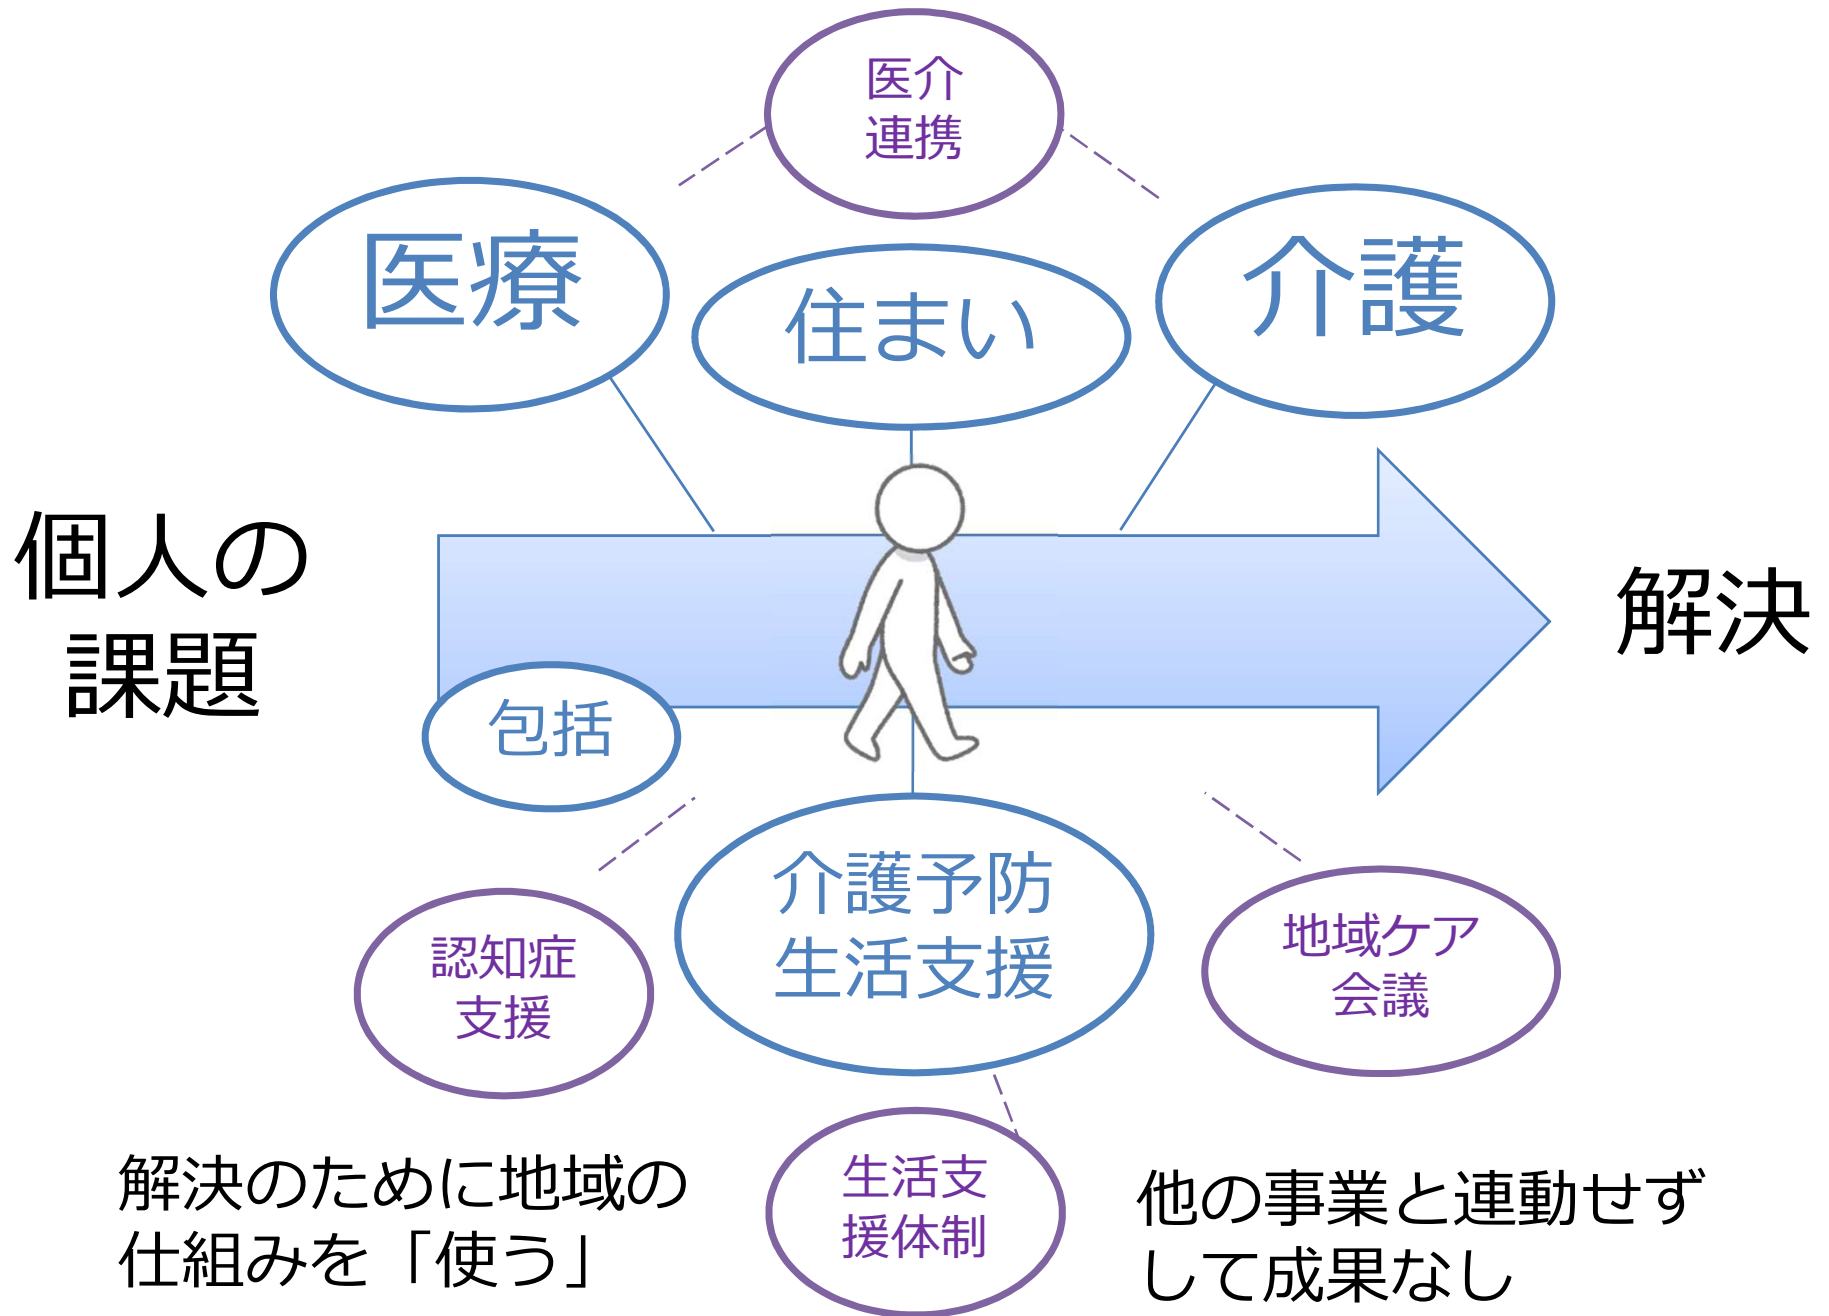 医介
連携
医療
住まい
介護
個人の
課題
解決
包括
介護予防
生活支援
認知症
支援
地域ケア
会議
生活支
援体制
解決のために地域の
仕組みを「使う」
他の事業と連動せず
して成果なし